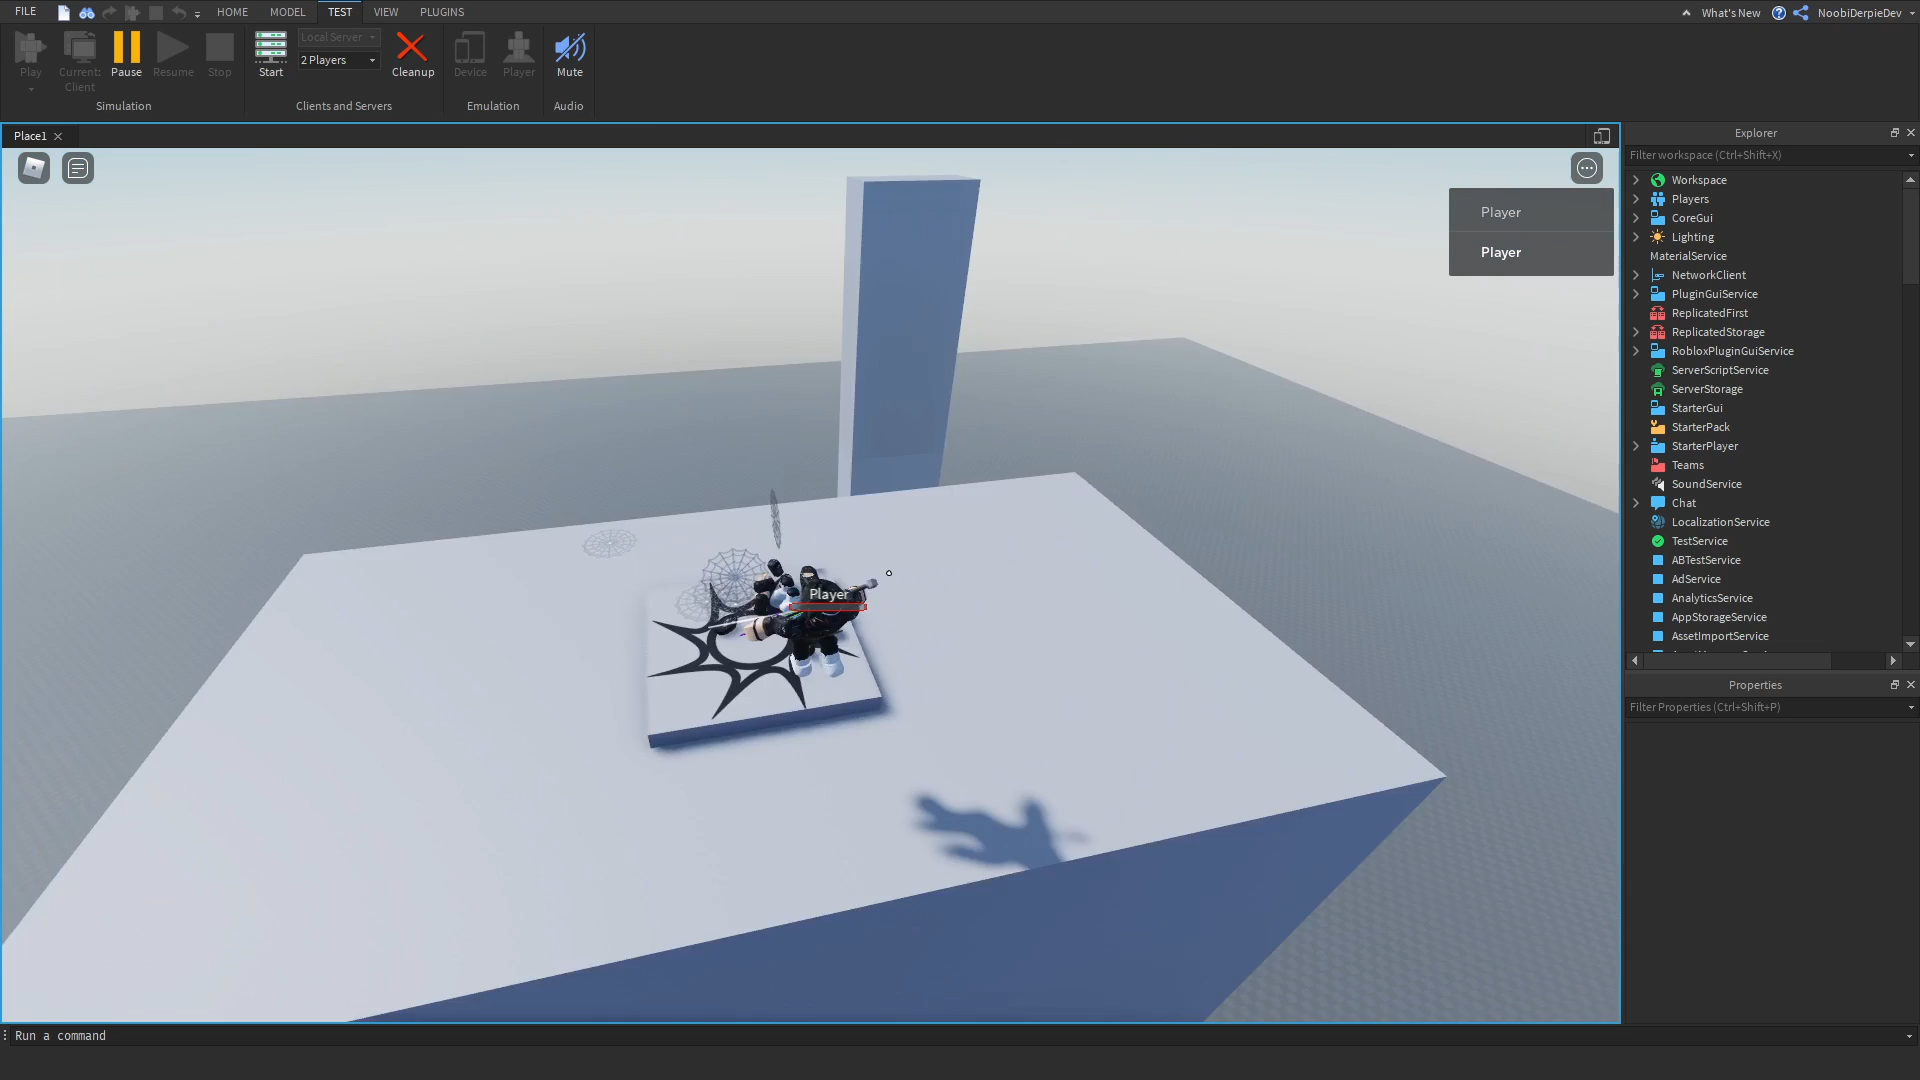 FILE
HOME
MODEL
TEST
VIEW
PLUGINS
What's New
NoobiDerpieDev
Play
Current:
Client
Pause
Resume
Stop
Simulation
Start
Local Server
2 Players
Cleanup
Clients and Servers
Device
Player
Emulation
Mute
Audio
Place1
Player
Player
Player
Explorer
Filter workspace (Ctrl+Shift+X)
Workspace
Players
CoreGui
Lighting
MaterialService
NetworkClient
PluginGuiService
ReplicatedFirst
ReplicatedStorage
RobloxPluginGuiService
ServerScriptService
ServerStorage
StarterGui
StarterPack
StarterPlayer
Teams
SoundService
Chat
LocalizationService
TestService
ABTestService
AdService
AnalyticsService
AppStorageService
AssetImportService
Properties
Filter Properties (Ctrl+Shift+P)
Run a command